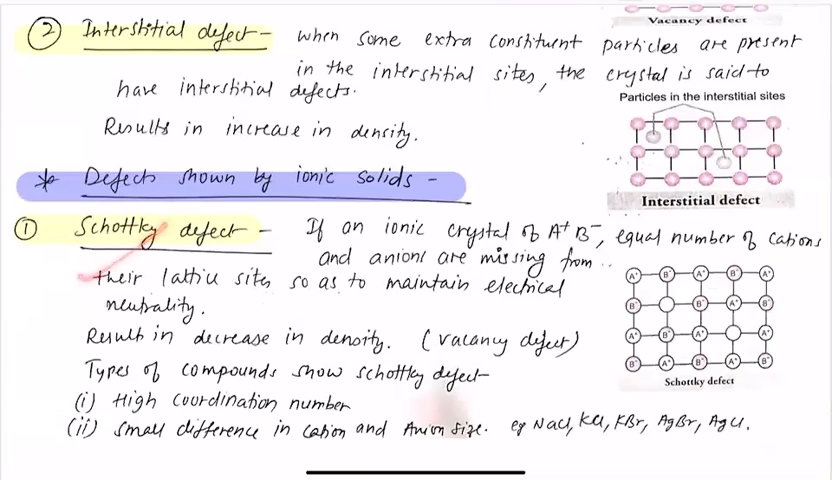 Vacancy defect
② Interstitial defect - when some extra constituent particles are present
in the interstitial sites, the crystal is said to
have interstitial defects.
Particles in the interstitial sites
Results in increase in density.
Interstitial defect
* Defects shown by ionic solids -
① Schottky defect - If an ionic crystal of A+ B-, equal number of cations
and anions are missing from
their lattice sites so as to maintain electrical
neutrality.
A+ B- A+ B- A+
B- B- A+ B-
A+ B- A+ A+
B- A+ B- A+ B-
Schottky defect
Result in decrease in density. (Vacancy defect)
Types of compounds show schottky defect-
(i) High coordination number
(ii) Small difference in Cation and Anion Size. eg NaCl, KCl, KBr, AgBr, AgCl.